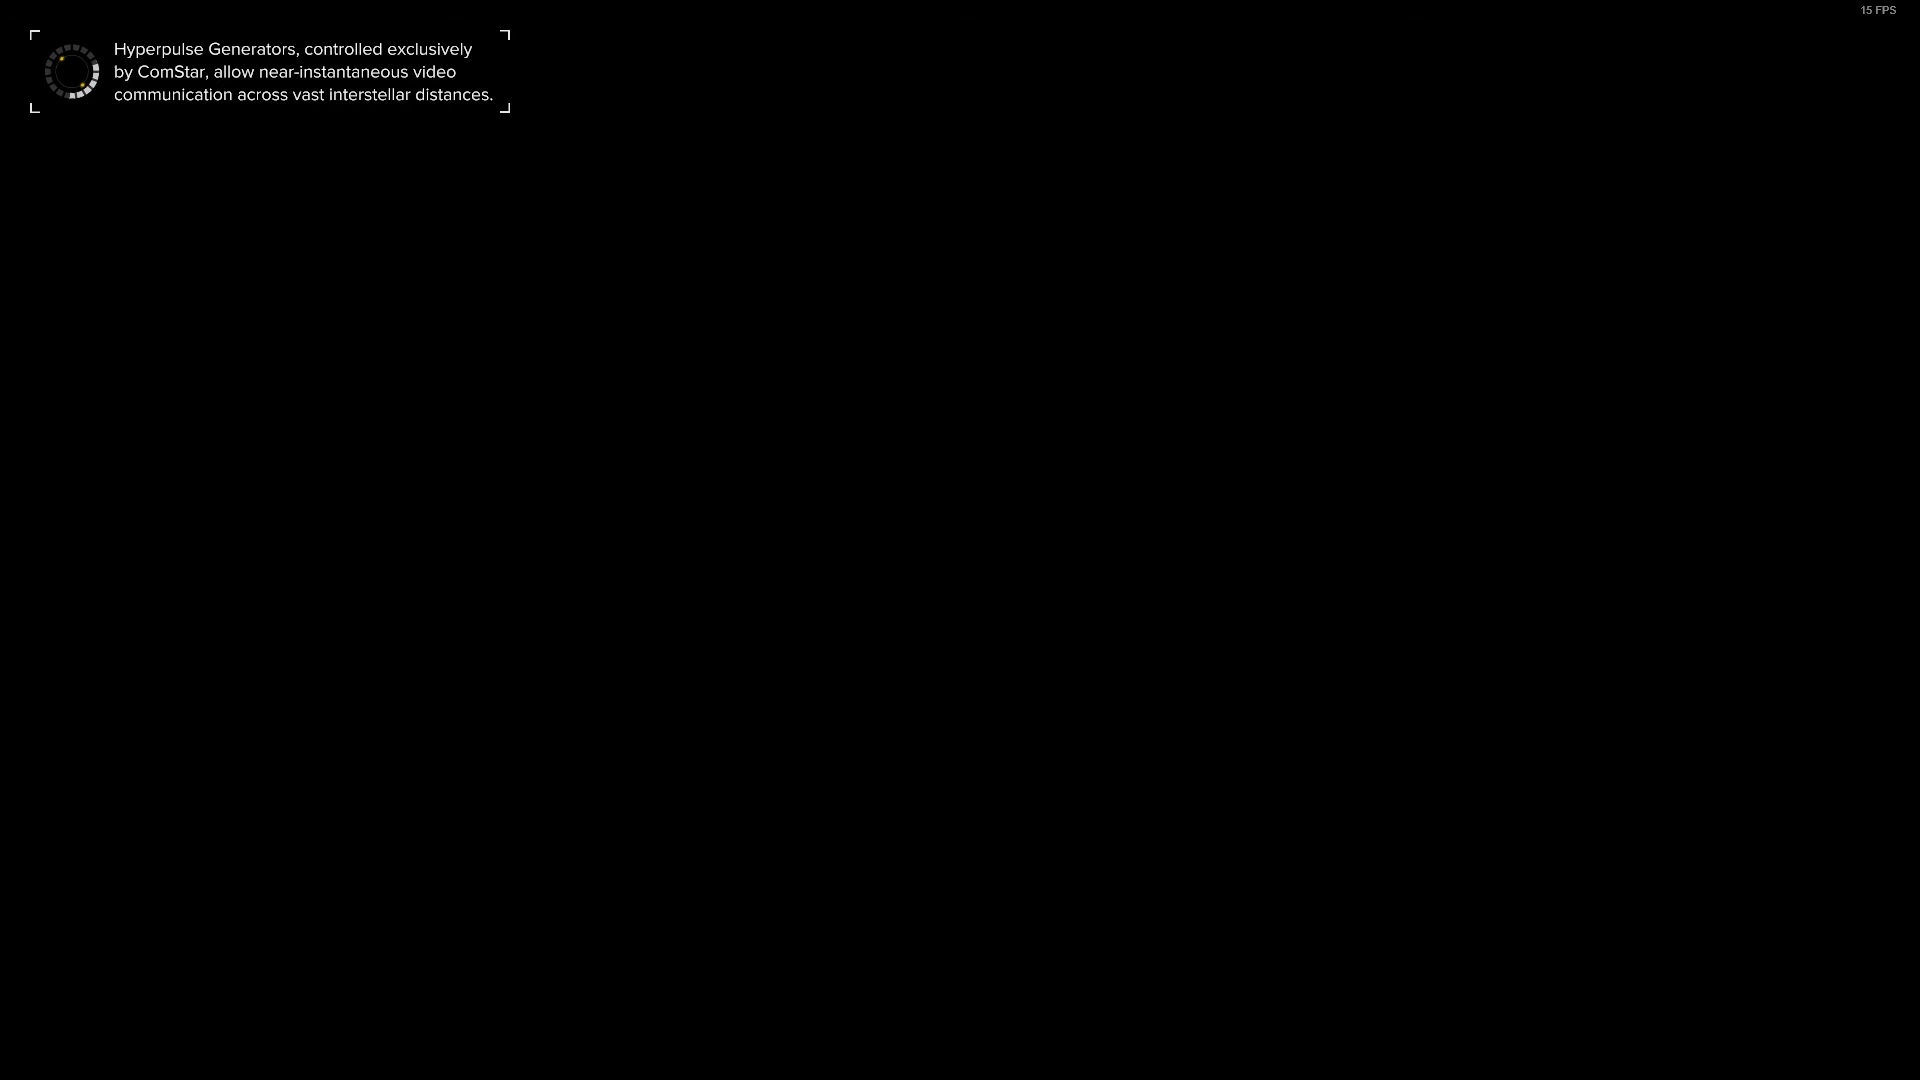 15 FPS
Hyperpulse Generators, controlled exclusively
by ComStar, allow near-instantaneous video
communication across vast interstellar distances.